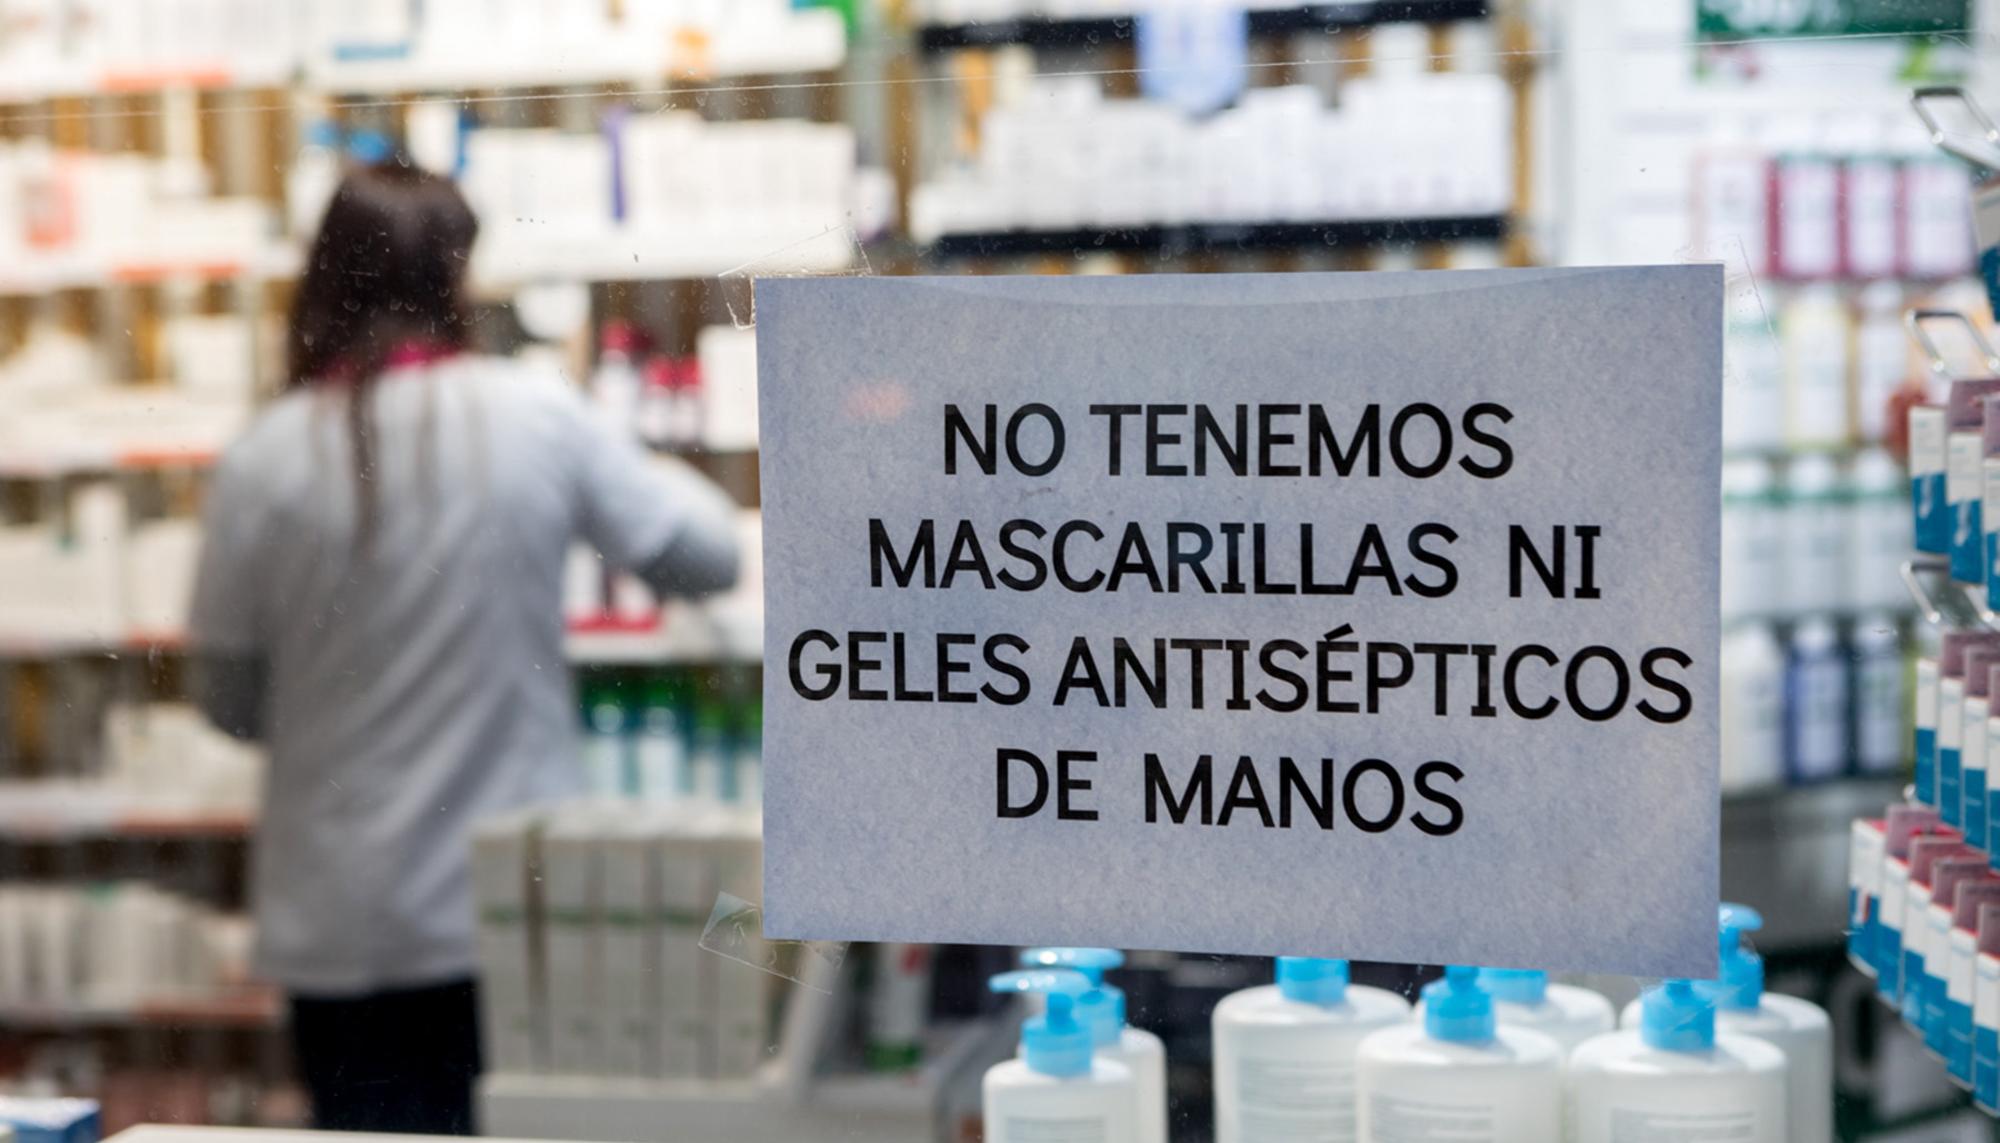 NO TENEMOS
MASCARILLAS NI
GELES ANTISÉPTICOS
DE MANOS